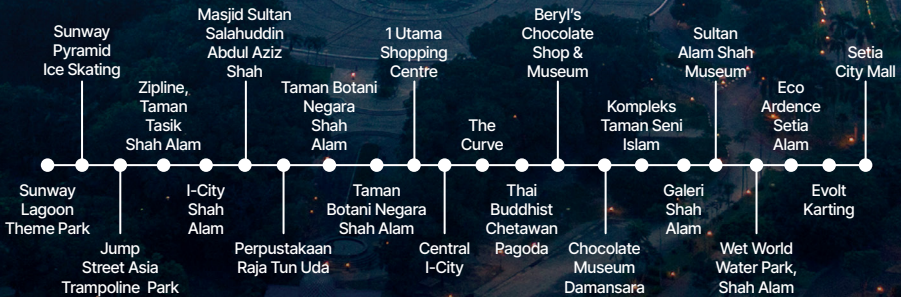 Sunway
Pyramid
Ice Skating
Zipline,
Taman
Tasik
Shah Alam
Masjid Sultan
Salahuddin
Abdul Aziz
Shah
Taman Botani
Negara
Shah
Alam
1 Utama
Shopping
Centre
The
Curve
Beryl's
Chocolate
Shop &
Museum
Kompleks
Taman Seni
Islam
Sultan
Alam Shah
Museum
Eco
Ardence
Setia
Alam
Setia
City Mall
Sunway
Lagoon
Theme Park
Jump
Street Asia
Trampoline Park
I-City
Shah
Alam
Perpustakaan
Raja Tun Uda
Taman
Botani Negara
Shah Alam
Central
I-City
Thai
Buddhist
Chetawan
Pagoda
Chocolate
Museum
Damansara
Galeri
Shah
Alam
Wet World
Water Park,
Shah Alam
Evolt
Karting